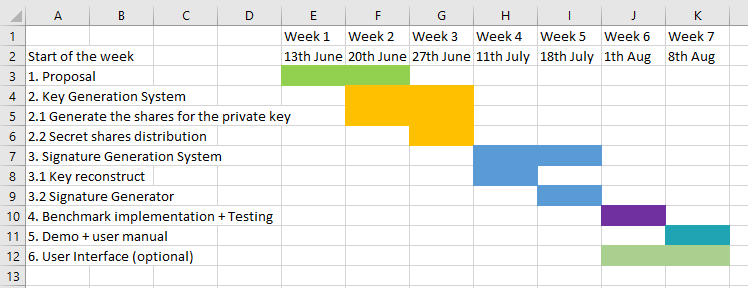 A B C D E F G H I J K
1 Week 1 Week 2 Week 3 Week 4 Week 5 Week 6 Week 7
2 Start of the week 13th June 20th June 27th June 11th July 18th July 1th Aug 8th Aug
3 1. Proposal
4 2. Key Generation System
5 2.1 Generate the shares for the private key
6 2.2 Secret shares distribution
7 3. Signature Generation System
8 3.1 Key reconstruct
9 3.2 Signature Generator
10 4. Benchmark implementation + Testing
11 5. Demo + user manual
12 6. User Interface (optional)
13